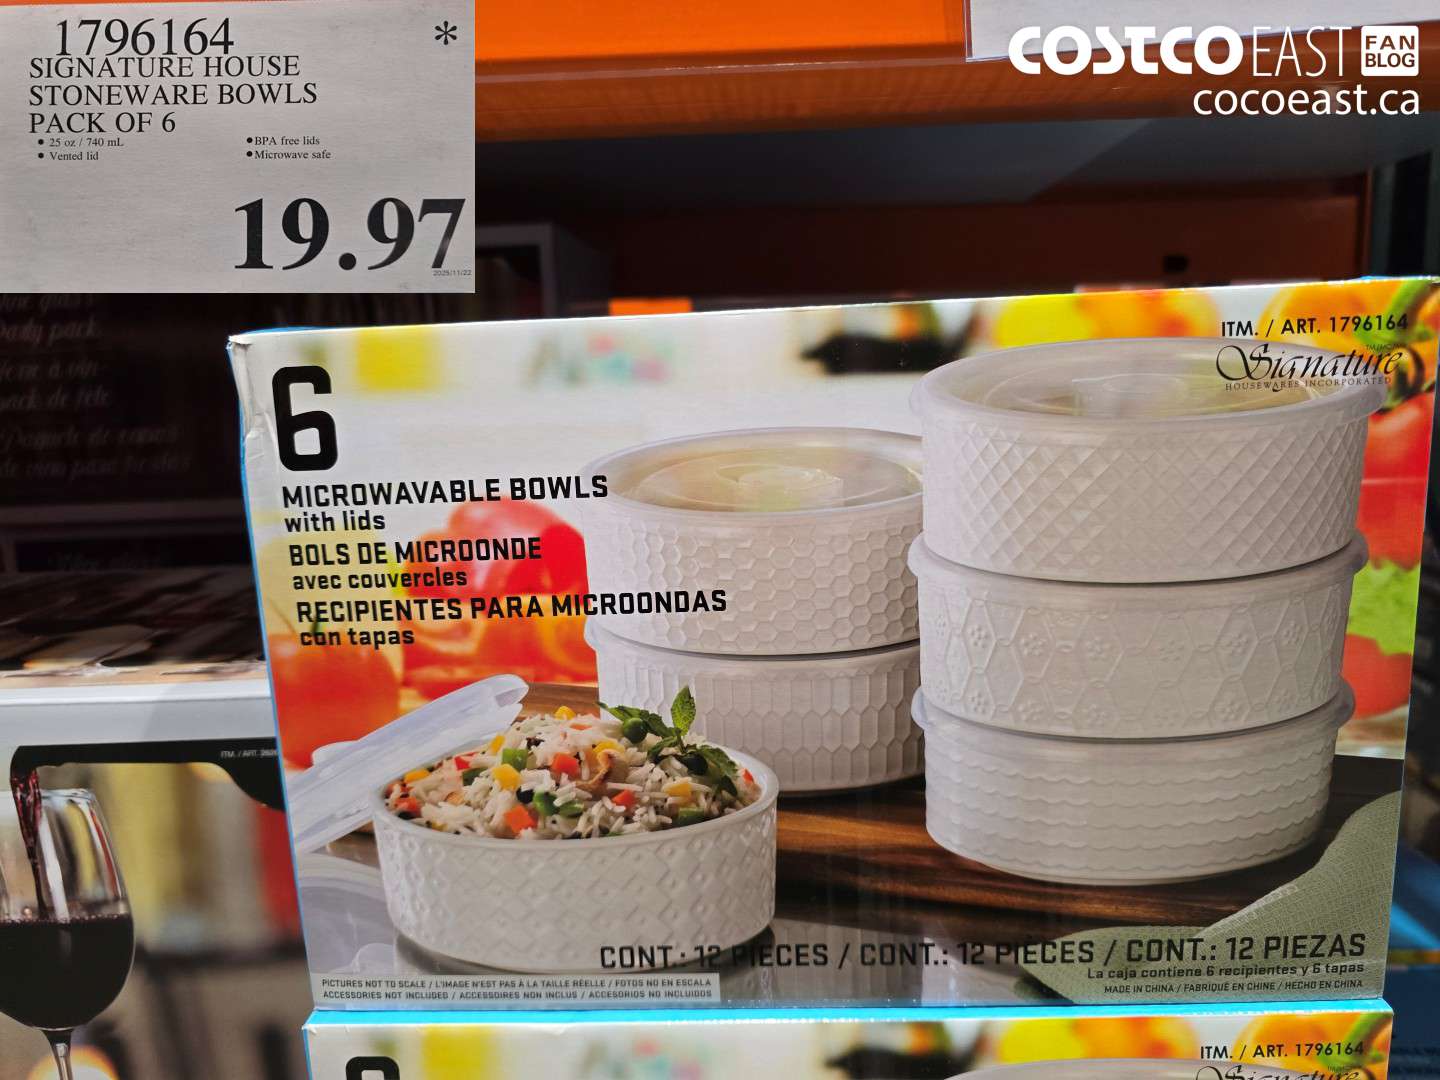 1796164
*
SIGNATURE HOUSE
STONEWARE BOWLS
PACK OF 6
• 25 oz / 740 mL
• BPA free lids
• Vented lid
• Microwave safe
19.97
2025/11/22
COSTCO EAST FAN BLOG
cocoeast.ca
ITM. / ART. 1796164
Signature
HOUSEWARES INCORPORATED
6
MICROWAVABLE BOWLS
with lids
BOLS DE MICROONDE
avec couvercles
RECIPIENTES PARA MICROONDAS
con tapas
CONT.: 12 PIECES / CONT.: 12 PIÈCES / CONT.: 12 PIEZAS
La caja contiene 6 recipientes y 6 tapas
MADE IN CHINA / FABRIQUÉ EN CHINE / HECHO EN CHINA
PICTURES NOT TO SCALE / L'IMAGE N'EST PAS À LA TAILLE RÉELLE / FOTOS NO EN ESCALA
ACCESSORIES NOT INCLUDED / ACCESSOIRES NON INCLUS / ACCESORIOS NO INCLUIDOS
ITM. / ART.
ITM. / ART. 1796164
Signature